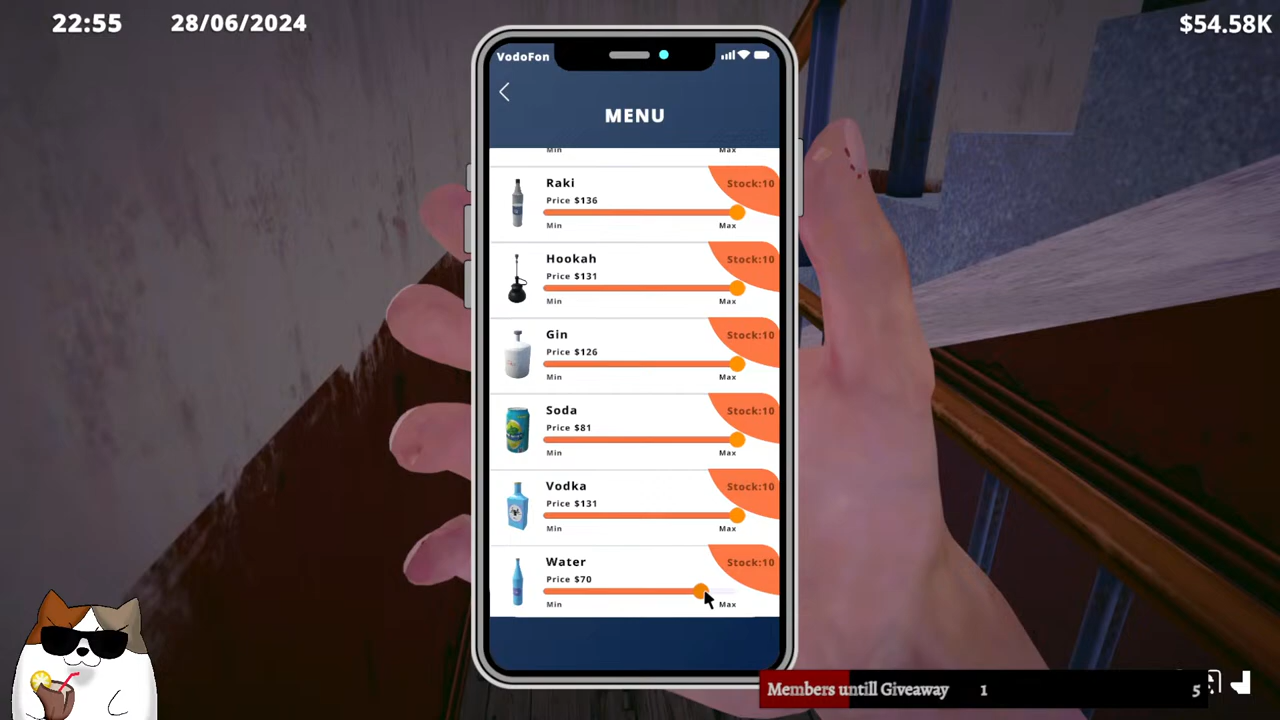 22:55
28/06/2024
$54.58K
VodoFon
MENU
Min Max
Raki
Stock:10
Price $136
Min Max
Hookah
Stock:10
Price $131
Min Max
Gin
Stock:10
Price $126
Min Max
Soda
Stock:10
Price $81
Min Max
Vodka
Stock:10
Price $131
Min Max
Water
Stock:10
Price $70
Min Max
Members untill Giveaway 1 5